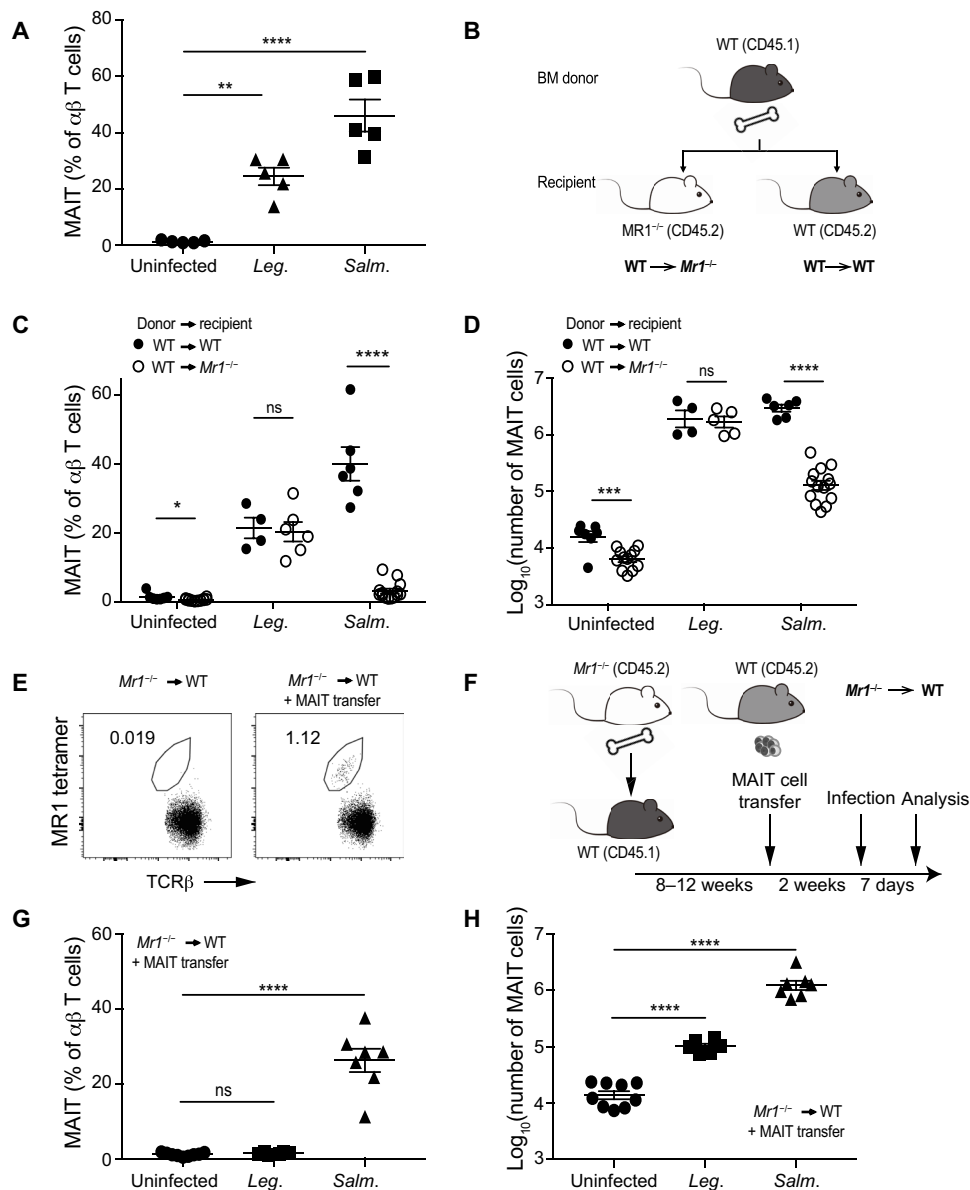 A
MAIT (% of αβ T cells)
60
40
20
0
**
****
Uninfected
Leg.
Salm.
B
BM donor
WT (CD45.1)
Recipient
MR1−/− (CD45.2)
WT (CD45.2)
WT → Mr1−/−
WT → WT
C
Donor → recipient
● WT → WT
○ WT → Mr1−/−
MAIT (% of αβ T cells)
60
40
20
0
*
ns
****
Uninfected
Leg.
Salm.
D
Donor → recipient
● WT → WT
○ WT → Mr1−/−
Log10(number of MAIT cells)
7
6
5
4
3
***
ns
****
Uninfected
Leg.
Salm.
E
Mr1−/− → WT
Mr1−/− → WT
+ MAIT transfer
0.019
1.12
MR1 tetramer
TCRβ
F
Mr1−/− (CD45.2)
WT (CD45.2)
Mr1−/− → WT
WT (CD45.1)
MAIT cell
transfer
Infection
Analysis
8–12 weeks
2 weeks
7 days
G
Mr1−/− → WT
+ MAIT transfer
MAIT (% of αβ T cells)
60
40
20
0
ns
****
Uninfected
Leg.
Salm.
H
Log10(number of MAIT cells)
7
6
5
4
3
****
****
Mr1−/− → WT
+ MAIT transfer
Uninfected
Leg.
Salm.